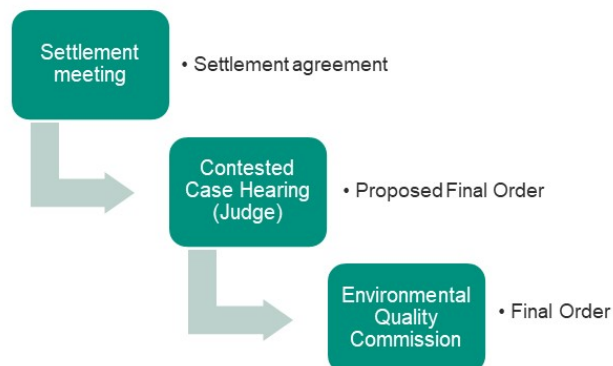 Settlement
meeting
• Settlement agreement
Contested
Case Hearing
(Judge)
• Proposed Final Order
Environmental
Quality
Commission
• Final Order